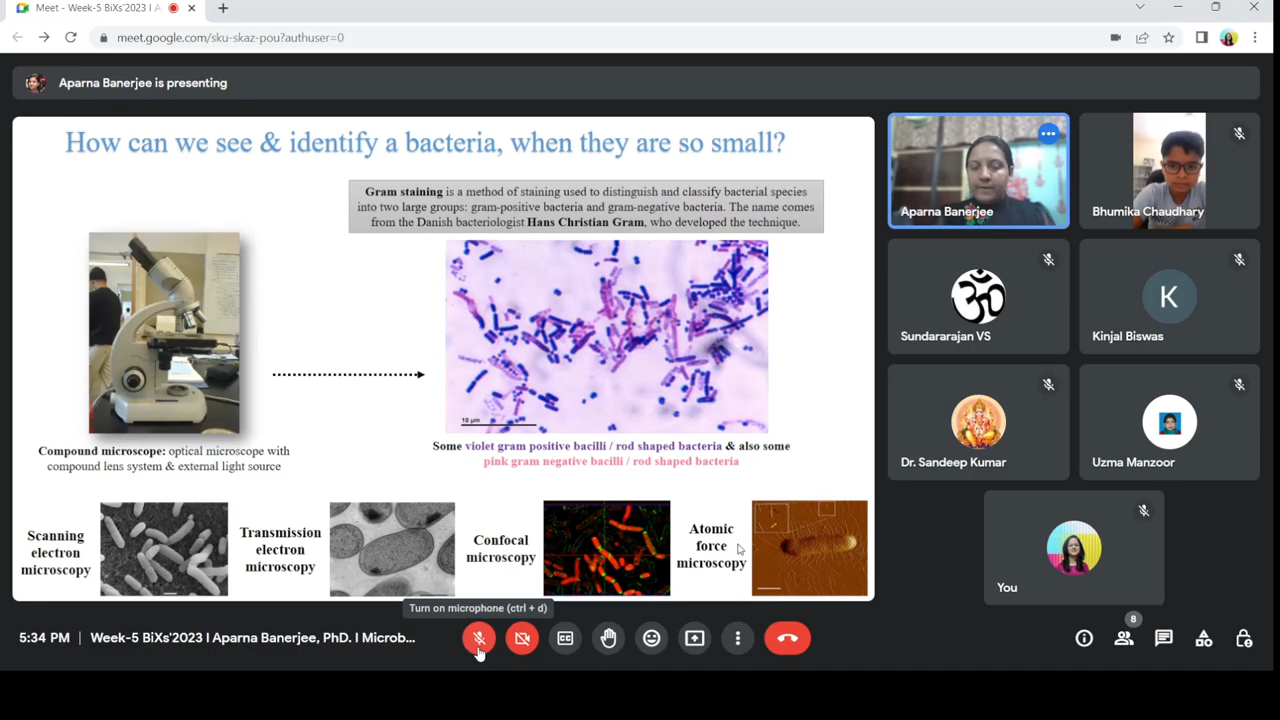 Meet - Week-5 BiXs'2023 I A
meet.google.com/sku-skaz-pou?authuser=0
Aparna Banerjee is presenting
How can we see & identify a bacteria, when they are so small?
Gram staining is a method of staining used to distinguish and classify bacterial species
into two large groups: gram-positive bacteria and gram-negative bacteria. The name comes
from the Danish bacteriologist Hans Christian Gram, who developed the technique.
10 µm
Compound microscope: optical microscope with
compound lens system & external light source
Some violet gram positive bacilli / rod shaped bacteria & also some
pink gram negative bacilli / rod shaped bacteria
Scanning
electron
microscopy
Transmission
electron
microscopy
Confocal
microscopy
Atomic
force
microscopy
Aparna Banerjee
Bhumika Chaudhary
Sundararajan VS
ॐ
K
Kinjal Biswas
Dr. Sandeep Kumar
Uzma Manzoor
You
Turn on microphone (ctrl + d)
5:34 PM
Week-5 BiXs'2023 I Aparna Banerjee, PhD. I Microb...
8